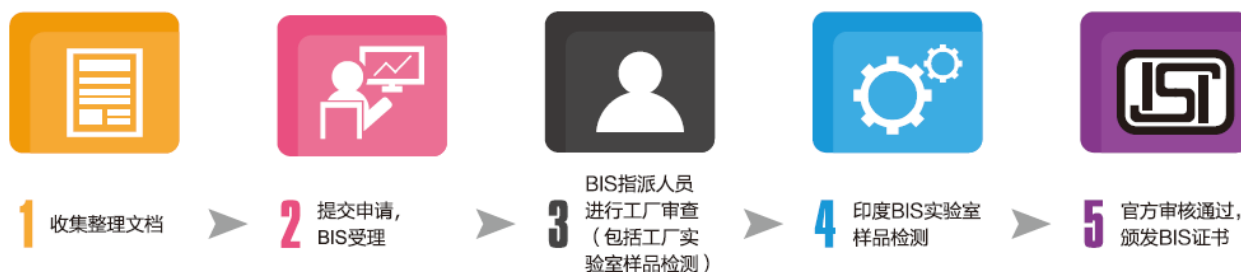 ISI
1 收集整理文档
2 提交申请，
BIS受理
3 BIS指派人员
进行工厂审查
（包括工厂实
验室样品检测）
4 印度BIS实验室
样品检测
5 官方审核通过，
颁发BIS证书